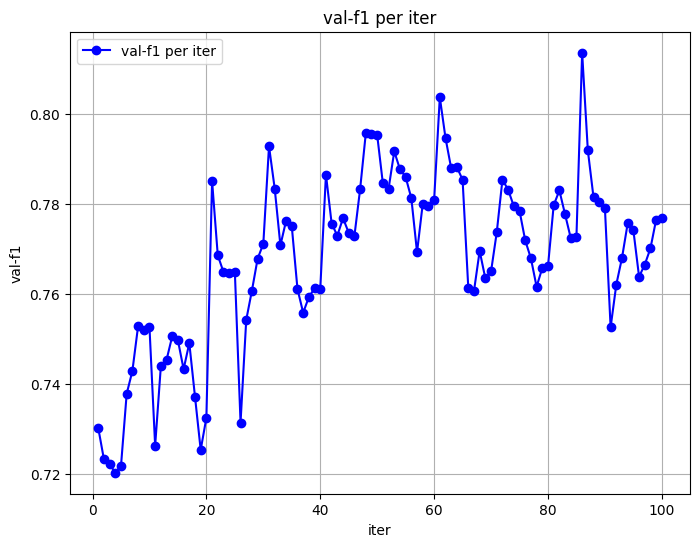 val-f1 per iter
val-f1 per iter
0.80
0.78
0.76
0.74
0.72
val-f1
0
20
40
60
80
100
iter